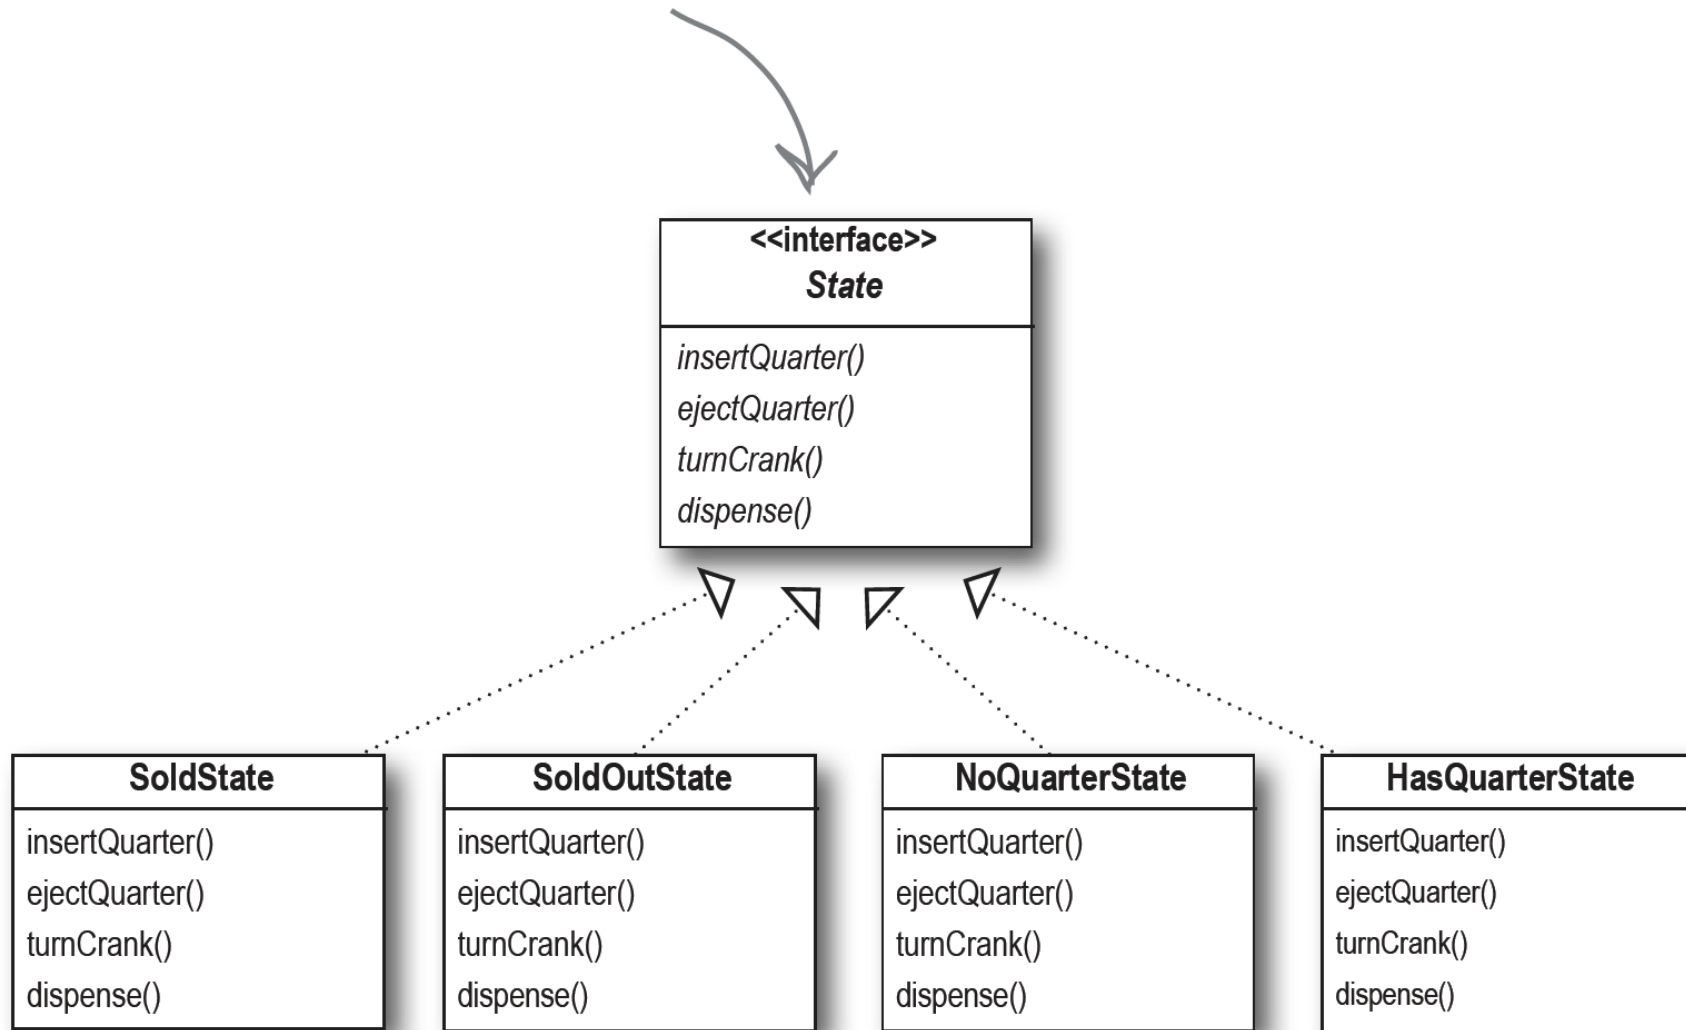 <<interface>>
State
insertQuarter()
ejectQuarter()
turnCrank()
dispense()
SoldState
insertQuarter()
ejectQuarter()
turnCrank()
dispense()
SoldOutState
insertQuarter()
ejectQuarter()
turnCrank()
dispense()
NoQuarterState
insertQuarter()
ejectQuarter()
turnCrank()
dispense()
HasQuarterState
insertQuarter()
ejectQuarter()
turnCrank()
dispense()